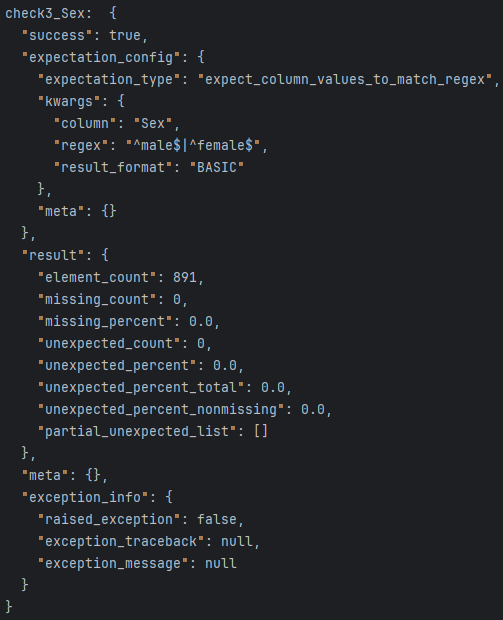 check3_Sex:  {
  "success": true,
  "expectation_config": {
    "expectation_type": "expect_column_values_to_match_regex",
    "kwargs": {
      "column": "Sex",
      "regex": "^male$|^female$",
      "result_format": "BASIC"
    },
    "meta": {}
  },
  "result": {
    "element_count": 891,
    "missing_count": 0,
    "missing_percent": 0.0,
    "unexpected_count": 0,
    "unexpected_percent": 0.0,
    "unexpected_percent_total": 0.0,
    "unexpected_percent_nonmissing": 0.0,
    "partial_unexpected_list": []
  },
  "meta": {},
  "exception_info": {
    "raised_exception": false,
    "exception_traceback": null,
    "exception_message": null
  }
}